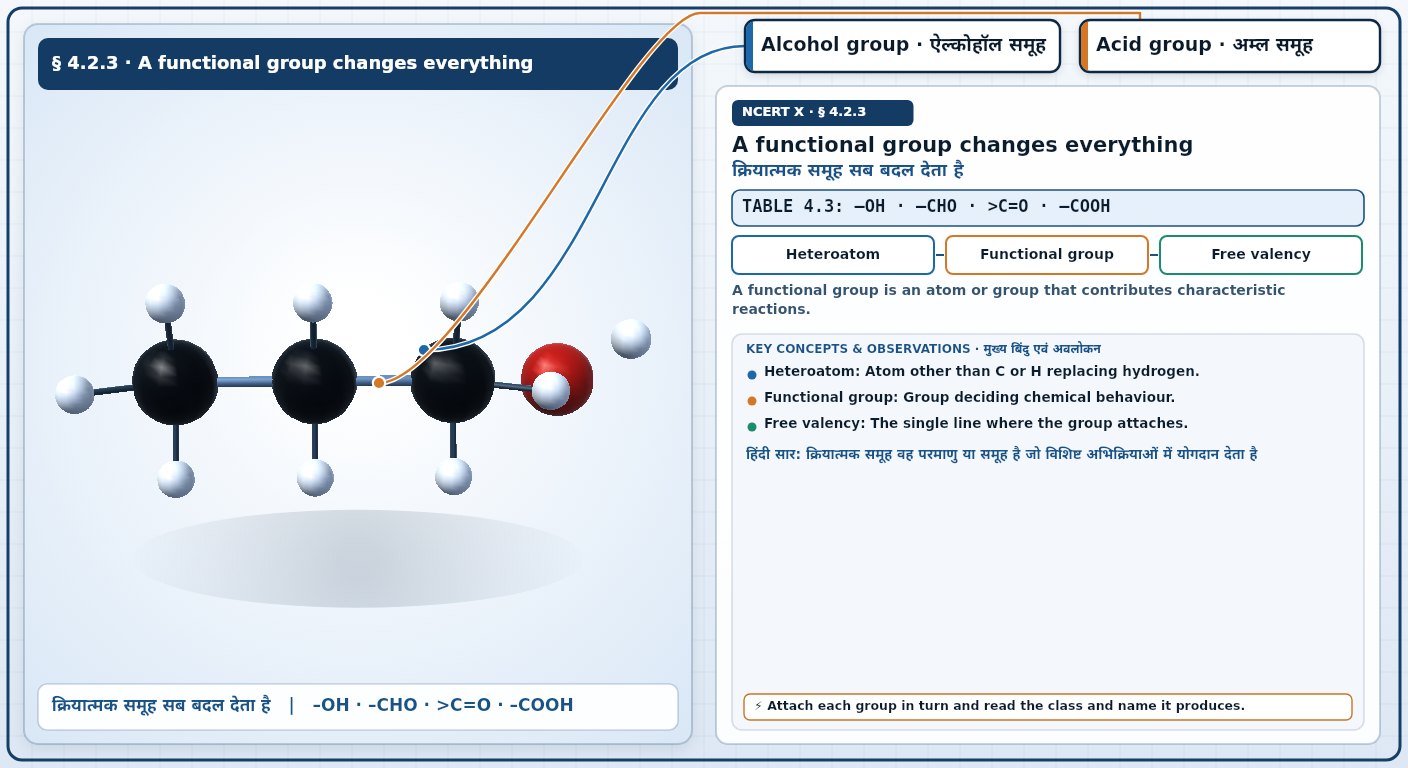 § 4.2.3 · A functional group changes everything
Alcohol group · ऐल्कोहॉल समूह
Acid group · अम्ल समूह
NCERT X · § 4.2.3
A functional group changes everything
क्रियात्मक समूह सब बदल देता है
TABLE 4.3: –OH · –CHO · >C=O · –COOH
Heteroatom
Functional group
Free valency
A functional group is an atom or group that contributes characteristic
reactions.
KEY CONCEPTS & OBSERVATIONS · मुख्य बिंदु एवं अवलोकन
Heteroatom: Atom other than C or H replacing hydrogen.
Functional group: Group deciding chemical behaviour.
Free valency: The single line where the group attaches.
हिंदी सार: क्रियात्मक समूह वह परमाणु या समूह है जो विशिष्ट अभिक्रियाओं में योगदान देता है
⚡ Attach each group in turn and read the class and name it produces.
क्रियात्मक समूह सब बदल देता है | –OH · –CHO · >C=O · –COOH